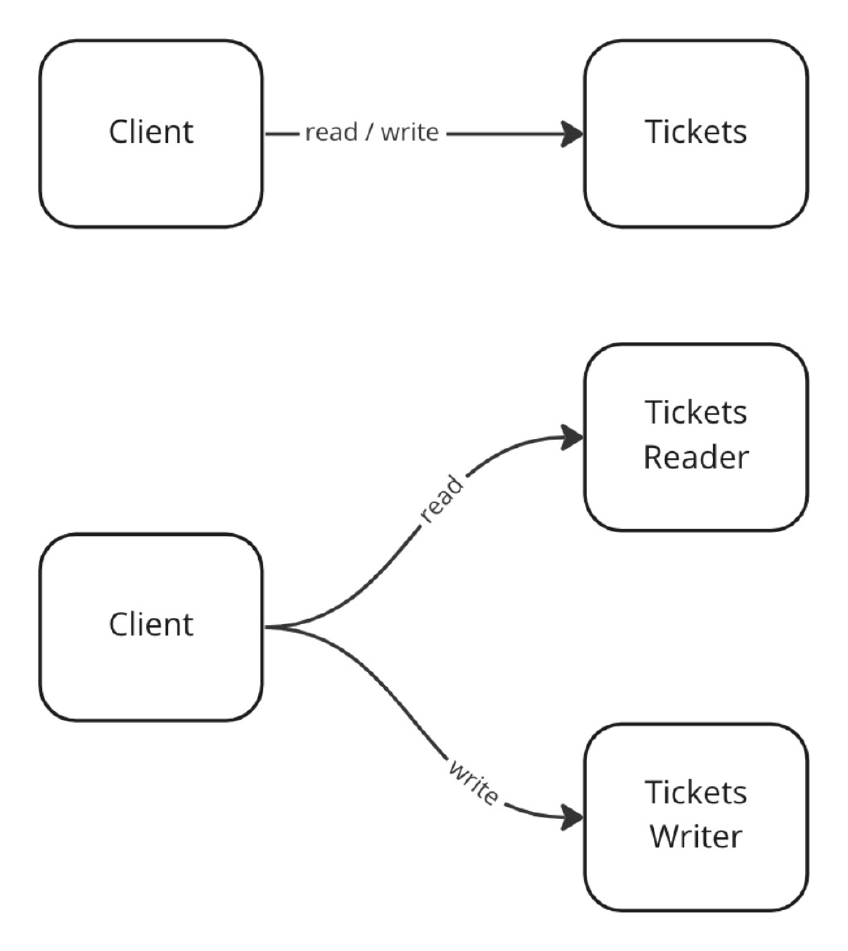 Client
read / write
Tickets
Tickets
Reader
read
Client
write
Tickets
Writer